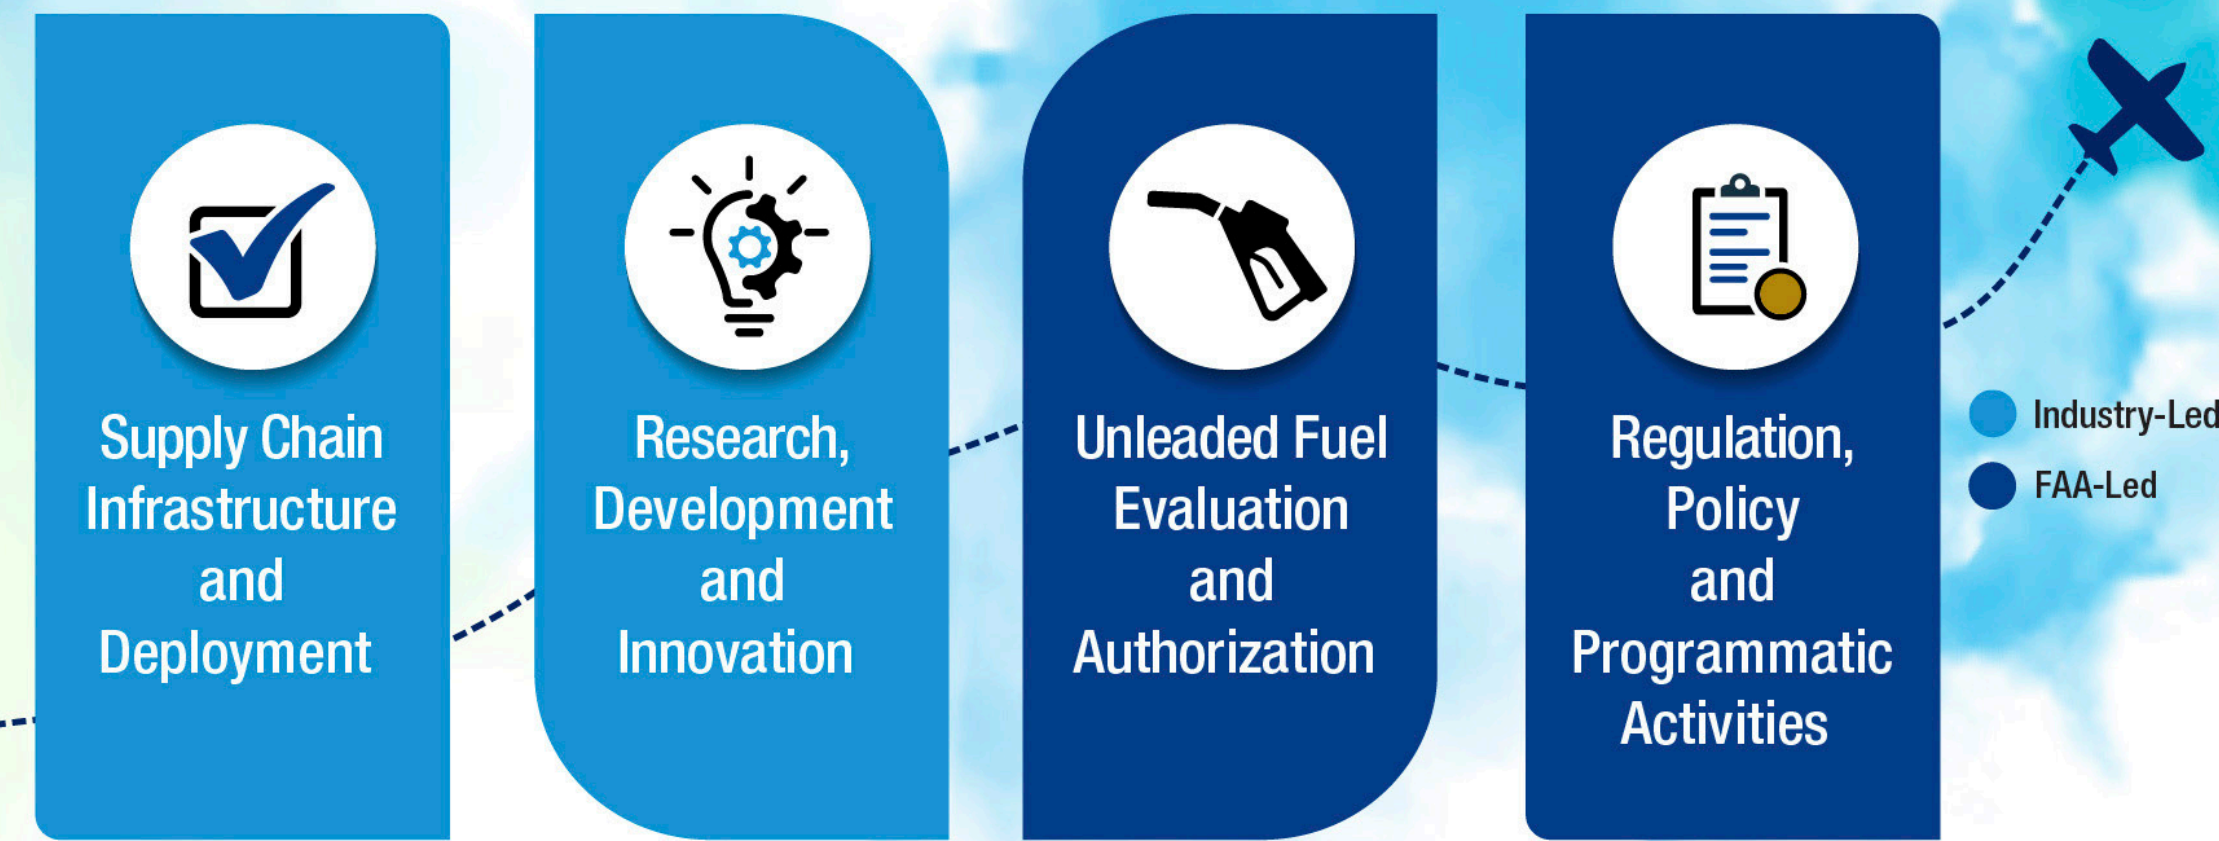 Supply Chain
Infrastructure
and
Deployment
Research,
Development
and
Innovation
Unleaded Fuel
Evaluation
and
Authorization
Regulation,
Policy
and
Programmatic
Activities
Industry-Led
FAA-Led